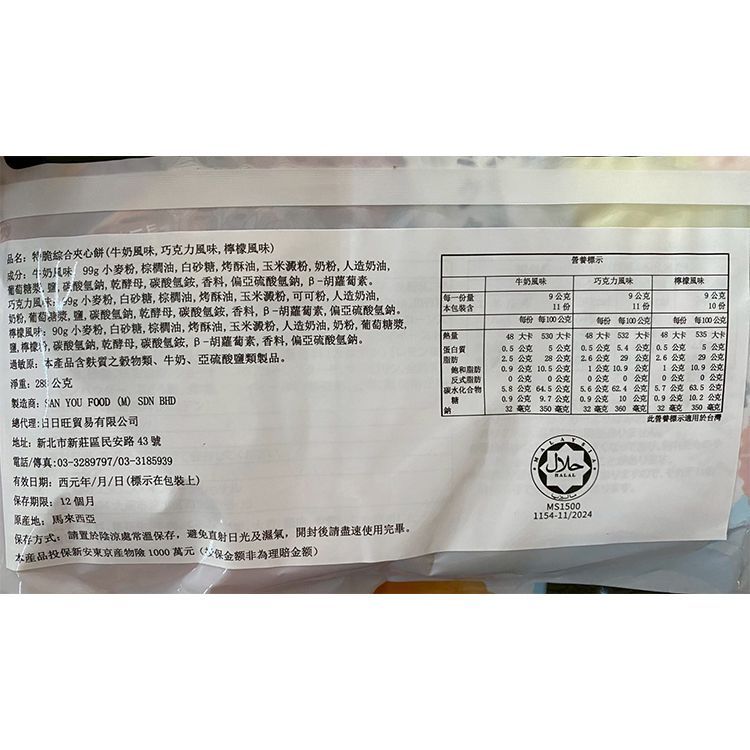 品名: 特脆綜合夾心餅(牛奶風味, 巧克力風味, 檸檬風味)
成分: 牛奶風味: 99g 小麥粉, 棕櫚油, 白砂糖, 烤酥油, 玉米澱粉, 奶粉, 人造奶油,
葡萄糖漿, 鹽, 碳酸氫鈉, 乾酵母, 碳酸氫銨, 香料, 偏亞硫酸氫鈉, β-胡蘿蔔素。
巧克力風味: 99g 小麥粉, 白砂糖, 棕櫚油, 烤酥油, 玉米澱粉, 可可粉, 人造奶油,
奶粉, 葡萄糖漿, 鹽, 碳酸氫鈉, 乾酵母, 碳酸氫銨, 香料, β-胡蘿蔔素, 偏亞硫酸氫鈉。
檸檬風味: 90g 小麥粉, 白砂糖, 棕櫚油, 烤酥油, 玉米澱粉, 人造奶油, 奶粉, 葡萄糖漿,
鹽, 檸檬, 碳酸氫鈉, 乾酵母, 碳酸氫銨, β-胡蘿蔔素, 香料, 偏亞硫酸氫鈉。
過敏原: 本產品含麩質之穀物類、牛奶、亞硫酸鹽類製品。
淨重: 288公克
製造商: SAN YOU FOOD (M) SDN BHD
總代理: 日日旺貿易有限公司
地址: 新北市新莊區民安路 43 號
電話/傳真:03-3289797/03-3185939
有效日期: 西元年/月/日(標示在包裝上)
保存期限: 12 個月
原產地: 馬來西亞
保存方式: 請置於陰涼處常溫保存, 避免直射日光及濕氣, 開封後請盡速使用完畢。
本產品投保新安東京產物險 1000 萬元 (投保金額非為理賠金額)
營養標示
牛奶風味 巧克力風味 檸檬風味
每一份量 9 公克 9 公克 9 公克
本包裝含 11 份 11 份 10 份
每份 每100公克 每份 每100公克 每份 每100公克
熱量 48 大卡 530 大卡 48 大卡 532 大卡 48 大卡 535 大卡
蛋白質 0.5 公克 5 公克 0.5 公克 5.4 公克 0.5 公克 5 公克
脂肪 2.5 公克 28 公克 2.6 公克 29 公克 2.6 公克 29 公克
飽和脂肪 0.9 公克 10.5 公克 1 公克 10.9 公克 1 公克 10.9 公克
反式脂肪 0 公克 0 公克 0 公克 0 公克 0 公克 0 公克
碳水化合物 5.8 公克 64.5 公克 5.6 公克 62.4 公克 5.7 公克 63.5 公克
糖 0.9 公克 9.7 公克 0.9 公克 10 公克 0.9 公克 10.2 公克
鈉 32 毫克 350 毫克 32 毫克 360 毫克 32 毫克 350 毫克
此營養標示適用於台灣
MALAYSIA
حلال
HALAL
ماليزيا
MS1500
1154-11/2024